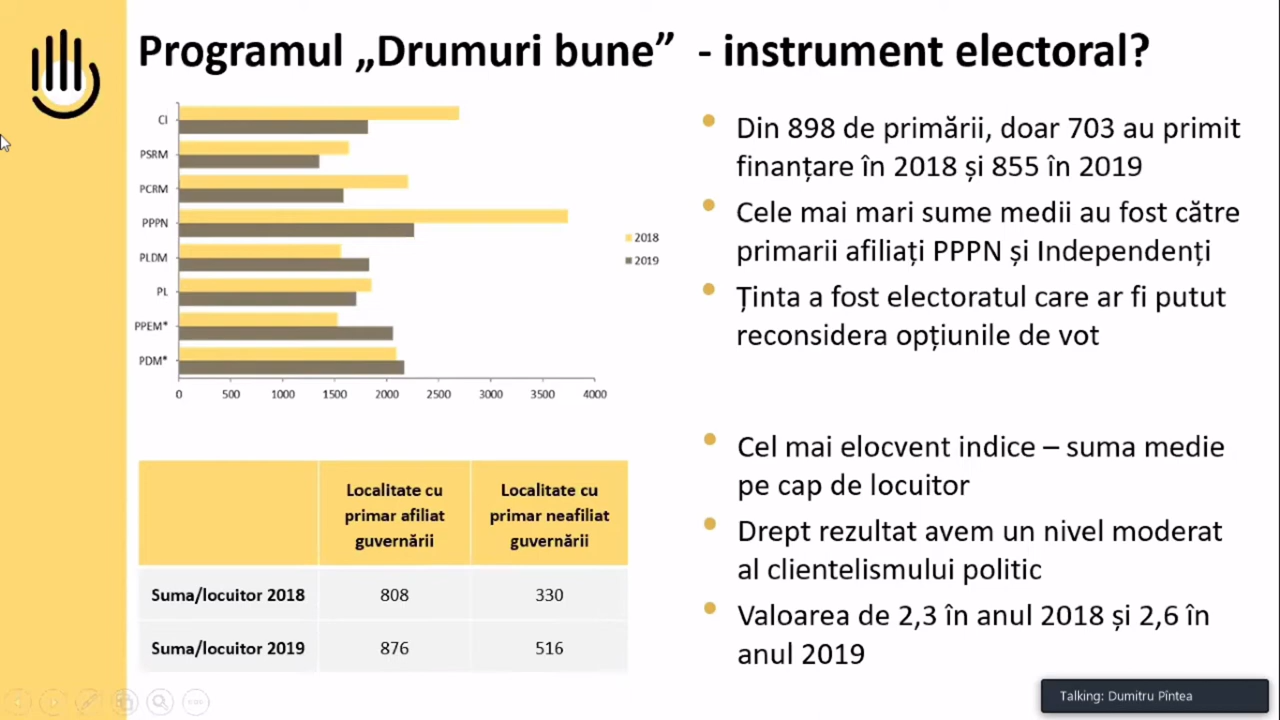 Programul „Drumuri bune” - instrument electoral?
CI
PSRM
PCRM
PPPN
PLDM
PL
PPEM*
PDM*
0 500 1000 1500 2000 2500 3000 3500 4000
2018
2019
Din 898 de primării, doar 703 au primit
finanțare în 2018 și 855 în 2019
Cele mai mari sume medii au fost către
primarii afiliați PPPN și Independenți
Ținta a fost electoratul care ar fi putut
reconsidera opțiunile de vot
Localitate cu
primar afiliat
guvernării
Localitate cu
primar neafiliat
guvernării
Suma/locuitor 2018 808 330
Suma/locuitor 2019 876 516
Cel mai elocvent indice – suma medie
pe cap de locuitor
Drept rezultat avem un nivel moderat
al clientelismului politic
Valoarea de 2,3 în anul 2018 și 2,6 în
anul 2019
Talking: Dumitru Pîntea